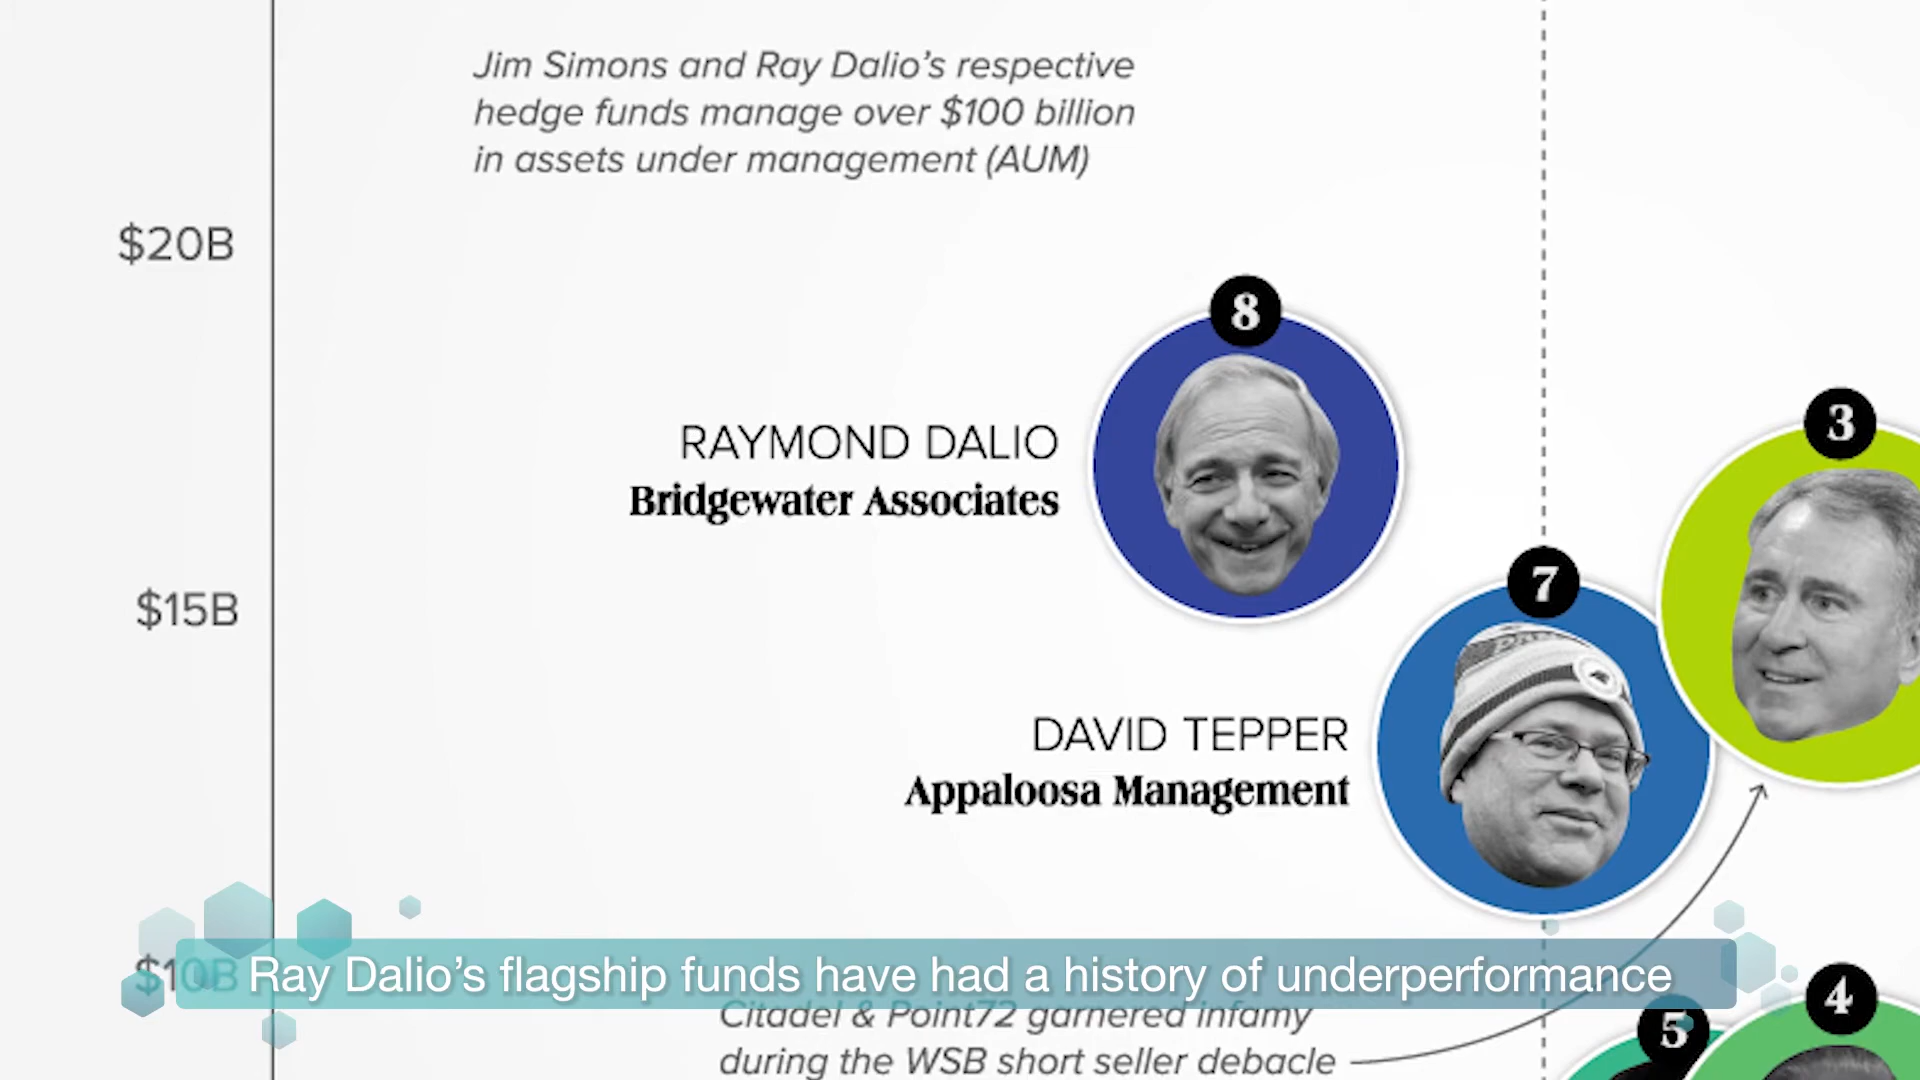 Jim Simons and Ray Dalio's respective
hedge funds manage over $100 billion
in assets under management (AUM)
$20B
8
3
RAYMOND DALIO
Bridgewater Associates
7
$15B
DAVID TEPPER
Appaloosa Management
$10B
Ray Dalio's flagship funds have had a history of underperformance
4
Citadel & Point72 garnered infamy
5
during the WSB short seller debacle